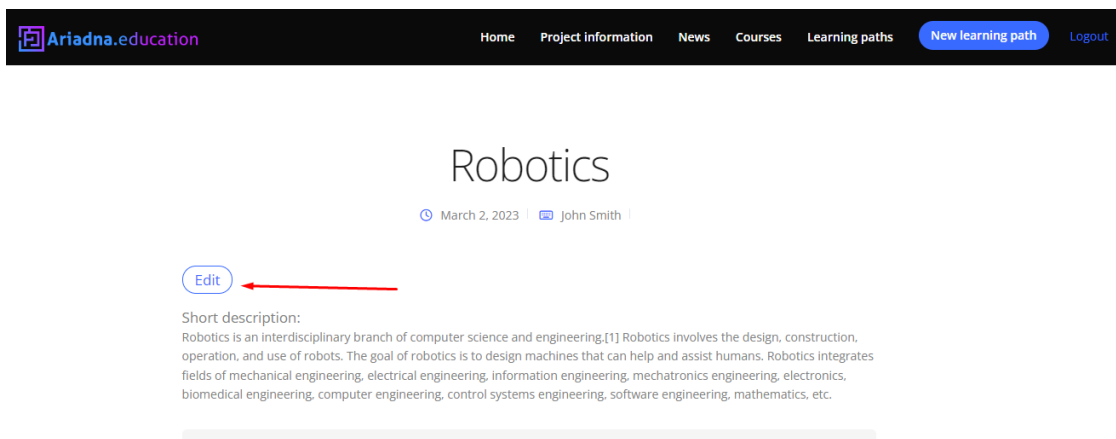 Ariadna.education Home Project information News Courses Learning paths New learning path Logout
Robotics
March 2, 2023 John Smith
Edit
Short description:
Robotics is an interdisciplinary branch of computer science and engineering.[1] Robotics involves the design, construction,
operation, and use of robots. The goal of robotics is to design machines that can help and assist humans. Robotics integrates
fields of mechanical engineering, electrical engineering, information engineering, mechatronics engineering, electronics,
biomedical engineering, computer engineering, control systems engineering, software engineering, mathematics, etc.